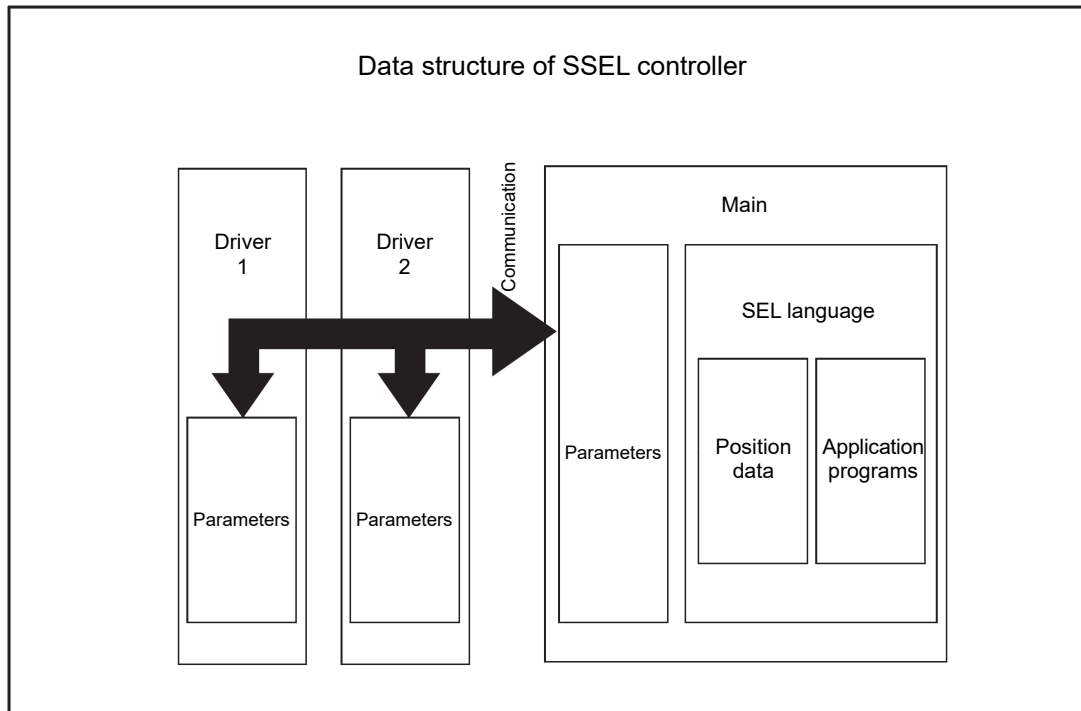 Data structure of SSEL controller
Driver
1
Parameters
Driver
2
Parameters
Communication
Main
Parameters
SEL language
Position
data
Application
programs